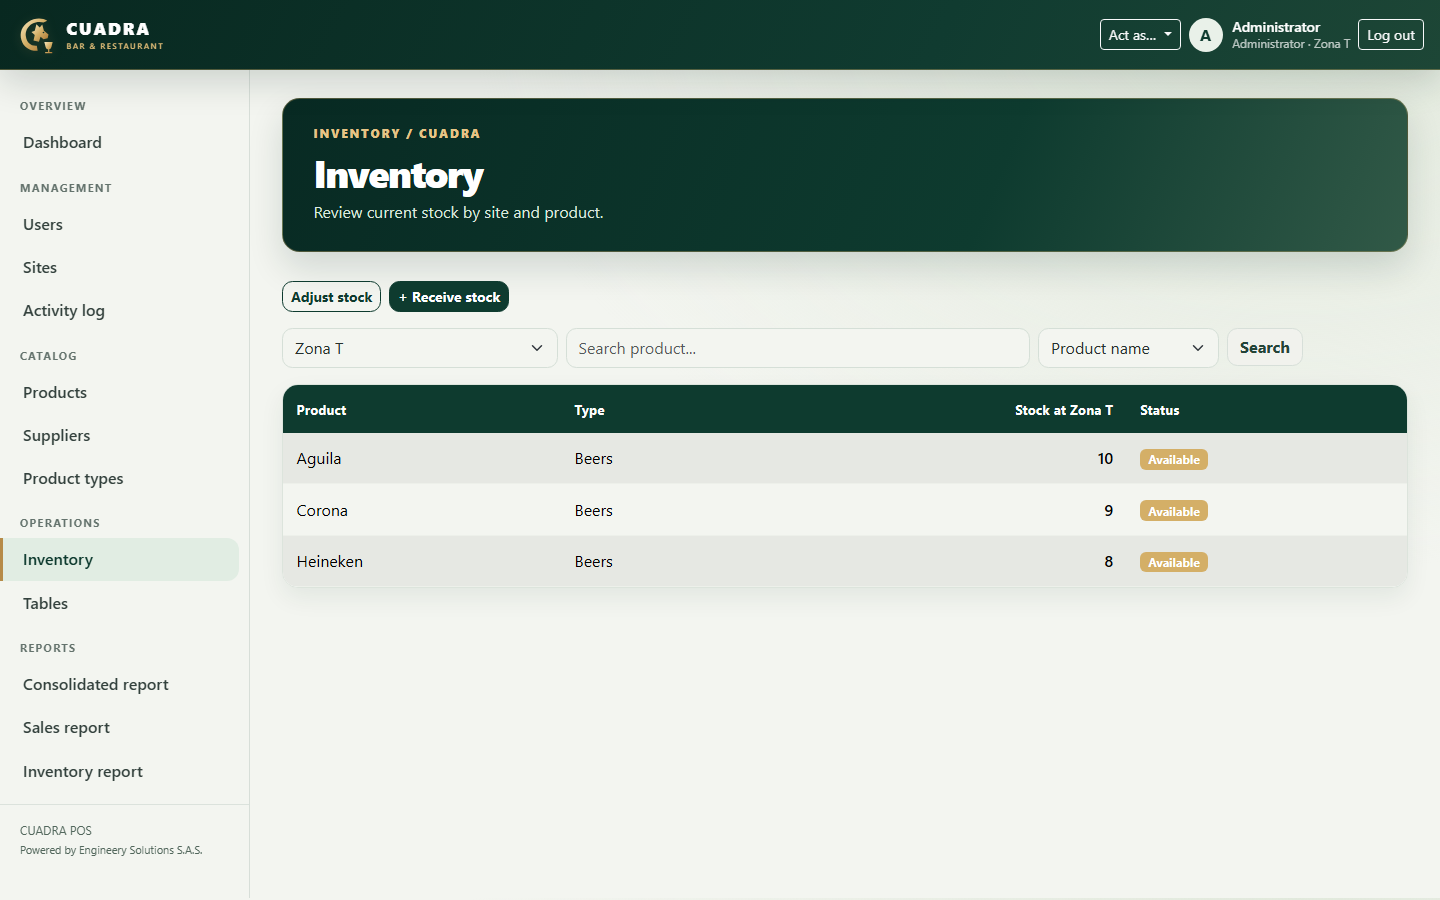 CUADRA
BAR & RESTAURANT
Act as...
A
Administrator
Administrator · Zona T
Log out
OVERVIEW
Dashboard
MANAGEMENT
Users
Sites
Activity log
CATALOG
Products
Suppliers
Product types
OPERATIONS
Inventory
Tables
REPORTS
Consolidated report
Sales report
Inventory report
CUADRA POS
Powered by Engineery Solutions S.A.S.
INVENTORY / CUADRA
Inventory
Review current stock by site and product.
Adjust stock
+ Receive stock
Zona T
Search product...
Product name
Search
Product Type Stock at Zona T Status
Aguila Beers 10 Available
Corona Beers 9 Available
Heineken Beers 8 Available